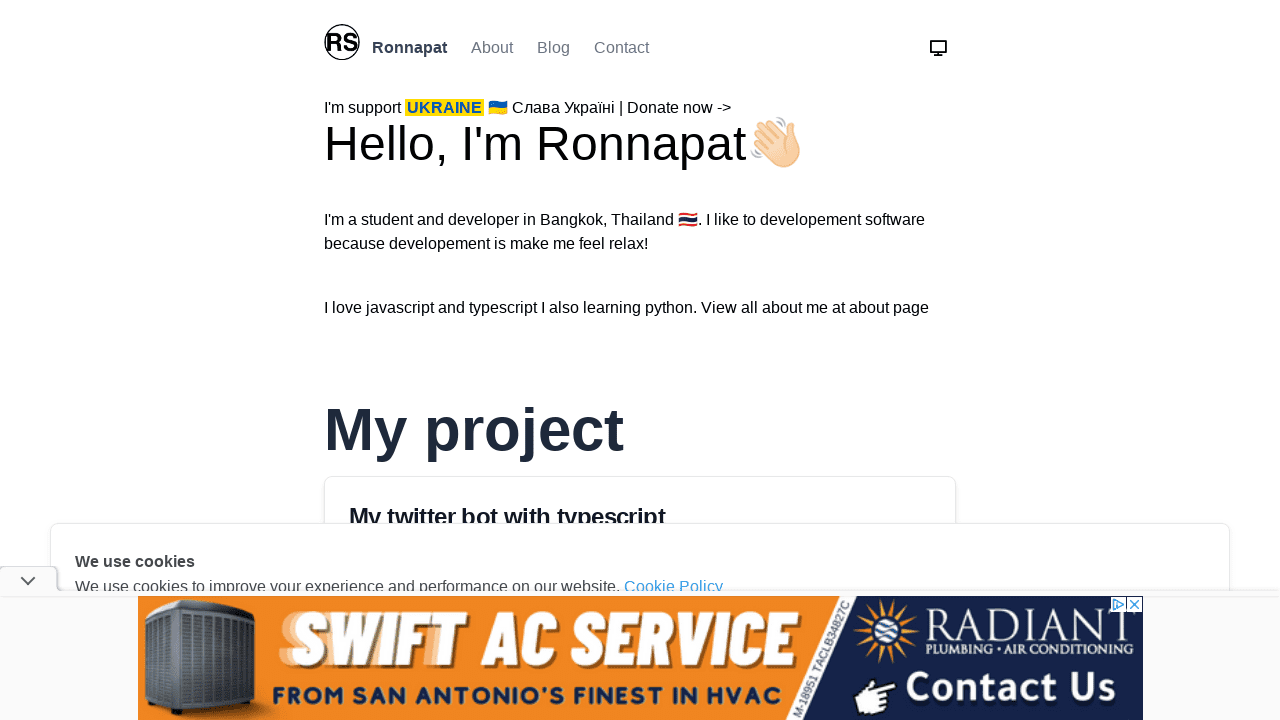 RS Ronnapat About Blog Contact
I'm support UKRAINE 🇺🇦 Слава Україні | Donate now ->
Hello, I'm Ronnapat👋🏻
I'm a student and developer in Bangkok, Thailand 🇹🇭. I like to developement software
because developement is make me feel relax!
I love javascript and typescript I also learning python. View all about me at about page
My project
My twitter bot with typescript
We use cookies
We use cookies to improve your experience and performance on our website. Cookie Policy
SWIFT AC SERVICE
FROM SAN ANTONIO'S FINEST IN HVAC
M-18951 TACLB34827C
RADIANT
PLUMBING • AIR CONDITIONING
Contact Us